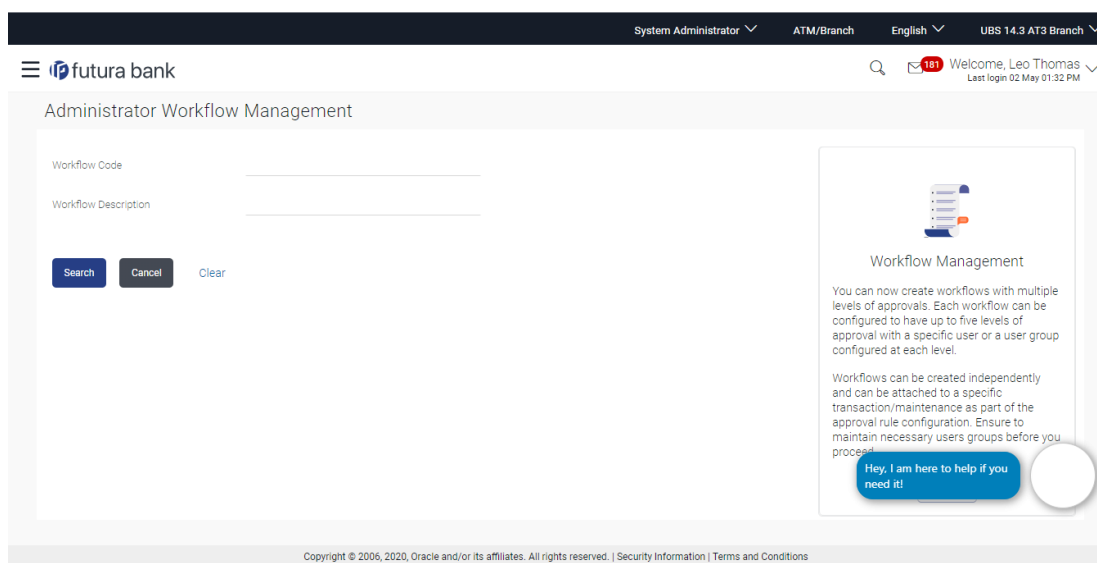 System Administrator ATM/Branch English UBS 14.3 AT3 Branch
futura bank
181
Welcome, Leo Thomas
Last login 02 May 01:32 PM
Administrator Workflow Management
Workflow Code
Workflow Description
Search Cancel Clear
Workflow Management
You can now create workflows with multiple
levels of approvals. Each workflow can be
configured to have up to five levels of
approval with a specific user or a user group
configured at each level.
Workflows can be created independently
and can be attached to a specific
transaction/maintenance as part of the
approval rule configuration. Ensure to
maintain necessary users groups before you
proceed
Hey, I am here to help if you
need it!
Copyright © 2006, 2020, Oracle and/or its affiliates. All rights reserved. | Security Information | Terms and Conditions